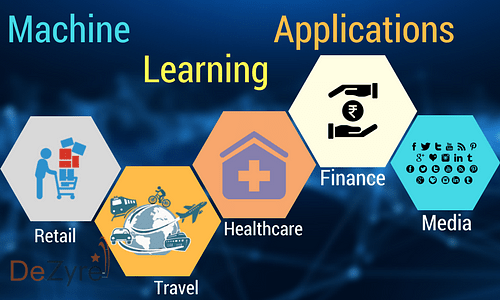 Machine
Learning
Applications
Retail
Travel
Healthcare
₹
Finance
Media
DeZyre